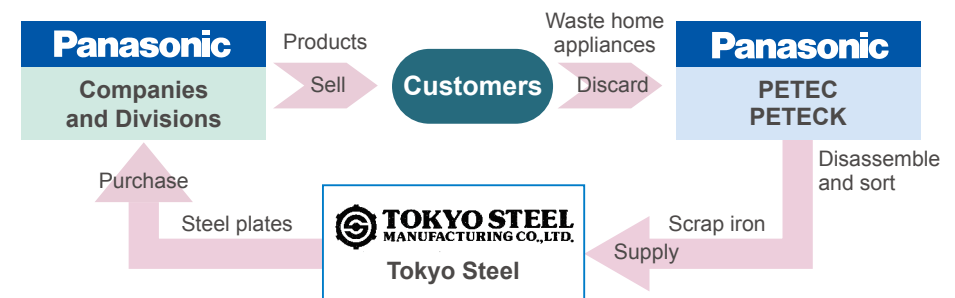 Panasonic
Companies
and Divisions
Products
Sell
Customers
Waste home
appliances
Discard
Panasonic
PETEC
PETECK
Disassemble
and sort
Scrap iron
Supply
TOKYO STEEL
MANUFACTURING CO.,LTD.
Tokyo Steel
Steel plates
Purchase